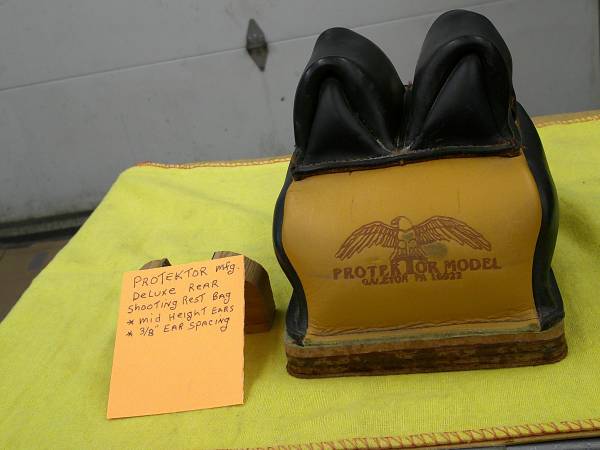 PROTEKTOR mfg.
DeLuxe Rear
Shooting Rest Bag
* mid Height EARS
* 3/8" EAR SPACING
PROTEKTOR MODEL
GALETON PA 16922